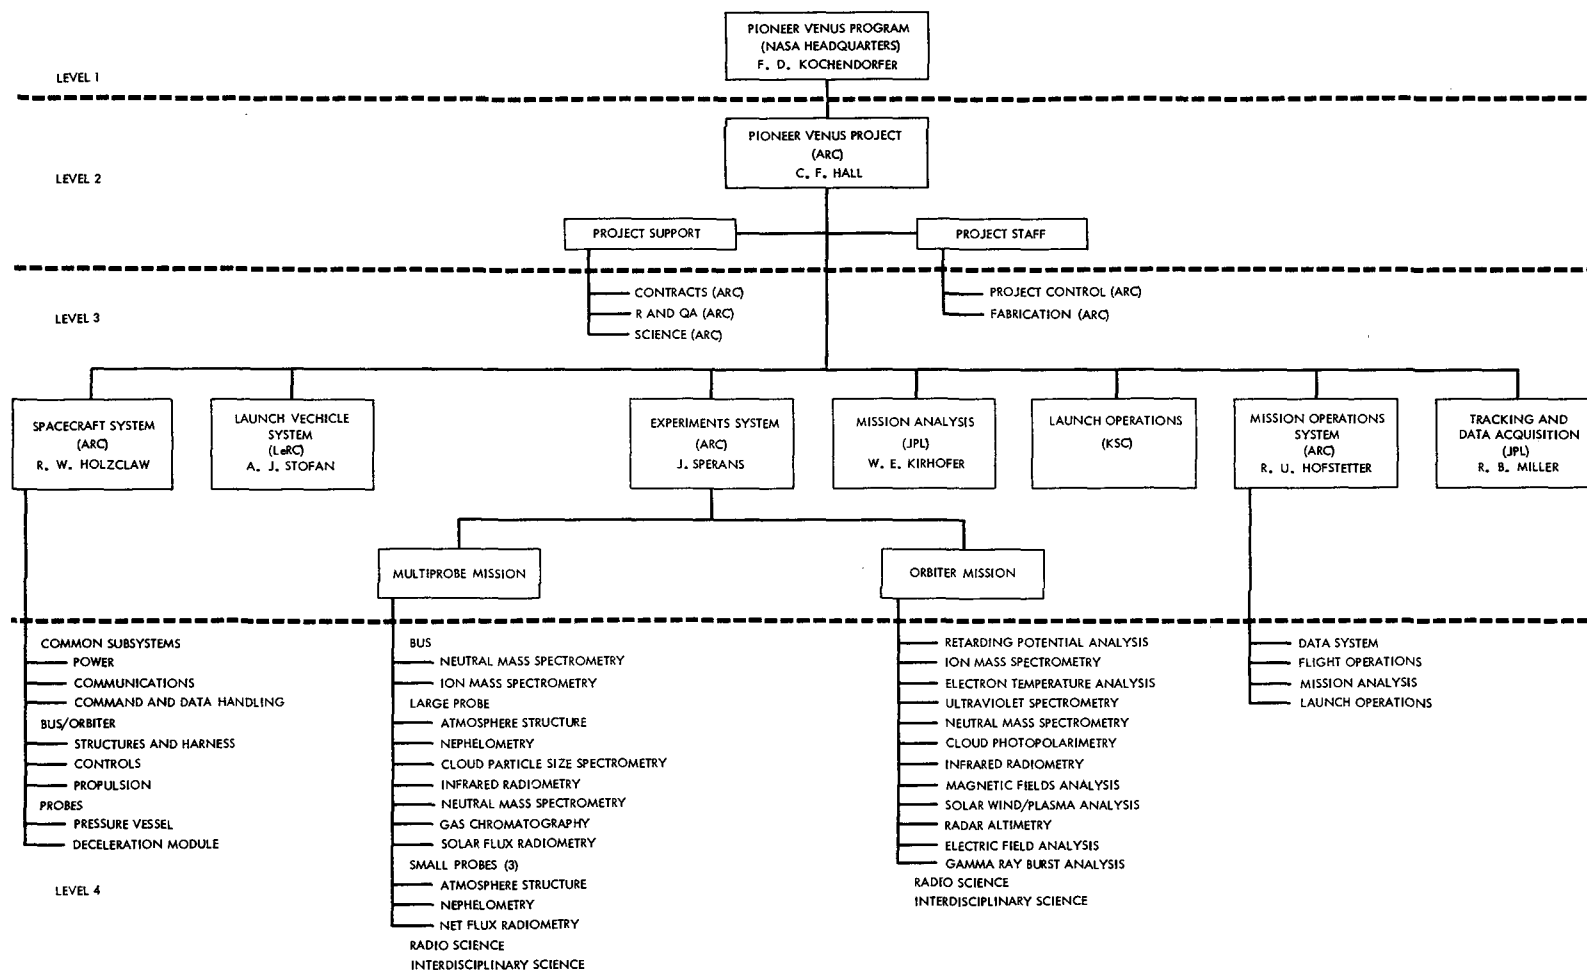 PIONEER VENUS PROGRAM
(NASA HEADQUARTERS)
F. D. KOCHENDORFER
LEVEL 1
PIONEER VENUS PROJECT
(ARC)
C. F. HALL
LEVEL 2
PROJECT SUPPORT
PROJECT STAFF
CONTRACTS (ARC)
R AND QA (ARC)
SCIENCE (ARC)
PROJECT CONTROL (ARC)
FABRICATION (ARC)
LEVEL 3
SPACECRAFT SYSTEM
(ARC)
R. W. HOLZCLAW
LAUNCH VECHICLE
SYSTEM
(LeRC)
A. J. STOFAN
EXPERIMENTS SYSTEM
(ARC)
J. SPERANS
MISSION ANALYSIS
(JPL)
W. E. KIRHOFER
LAUNCH OPERATIONS
(KSC)
MISSION OPERATIONS
SYSTEM
(ARC)
R. U. HOFSTETTER
TRACKING AND
DATA ACQUISITION
(JPL)
R. B. MILLER
MULTIPROBE MISSION
ORBITER MISSION
COMMON SUBSYSTEMS
POWER
COMMUNICATIONS
COMMAND AND DATA HANDLING
BUS/ORBITER
STRUCTURES AND HARNESS
CONTROLS
PROPULSION
PROBES
PRESSURE VESSEL
DECELERATION MODULE
LEVEL 4
BUS
NEUTRAL MASS SPECTROMETRY
ION MASS SPECTROMETRY
LARGE PROBE
ATMOSPHERE STRUCTURE
NEPHELOMETRY
CLOUD PARTICLE SIZE SPECTROMETRY
INFRARED RADIOMETRY
NEUTRAL MASS SPECTROMETRY
GAS CHROMATOGRAPHY
SOLAR FLUX RADIOMETRY
SMALL PROBES (3)
ATMOSPHERE STRUCTURE
NEPHELOMETRY
NET FLUX RADIOMETRY
RADIO SCIENCE
INTERDISCIPLINARY SCIENCE
RETARDING POTENTIAL ANALYSIS
ION MASS SPECTROMETRY
ELECTRON TEMPERATURE ANALYSIS
ULTRAVIOLET SPECTROMETRY
NEUTRAL MASS SPECTROMETRY
CLOUD PHOTOPOLARIMETRY
INFRARED RADIOMETRY
MAGNETIC FIELDS ANALYSIS
SOLAR WIND/PLASMA ANALYSIS
RADAR ALTIMETRY
ELECTRIC FIELD ANALYSIS
GAMMA RAY BURST ANALYSIS
RADIO SCIENCE
INTERDISCIPLINARY SCIENCE
DATA SYSTEM
FLIGHT OPERATIONS
MISSION ANALYSIS
LAUNCH OPERATIONS